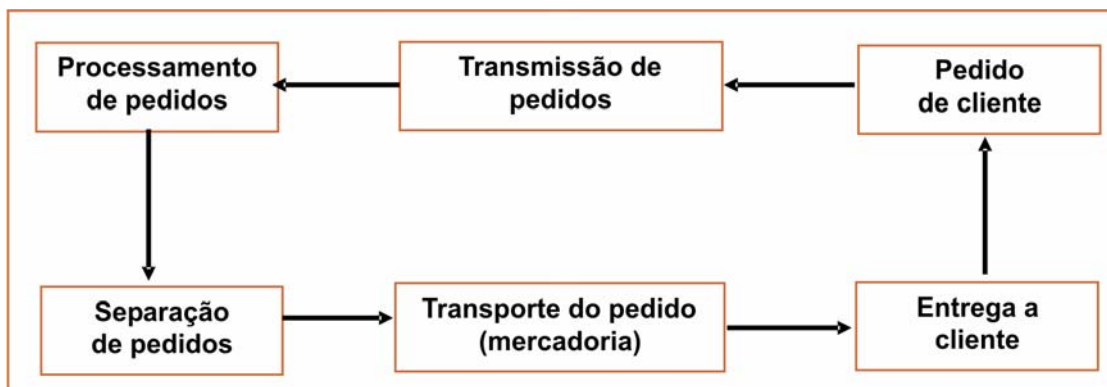 Processamento
de pedidos
Transmissão de
pedidos
Pedido
de cliente
Separação
de pedidos
Transporte do pedido
(mercadoria)
Entrega a
cliente